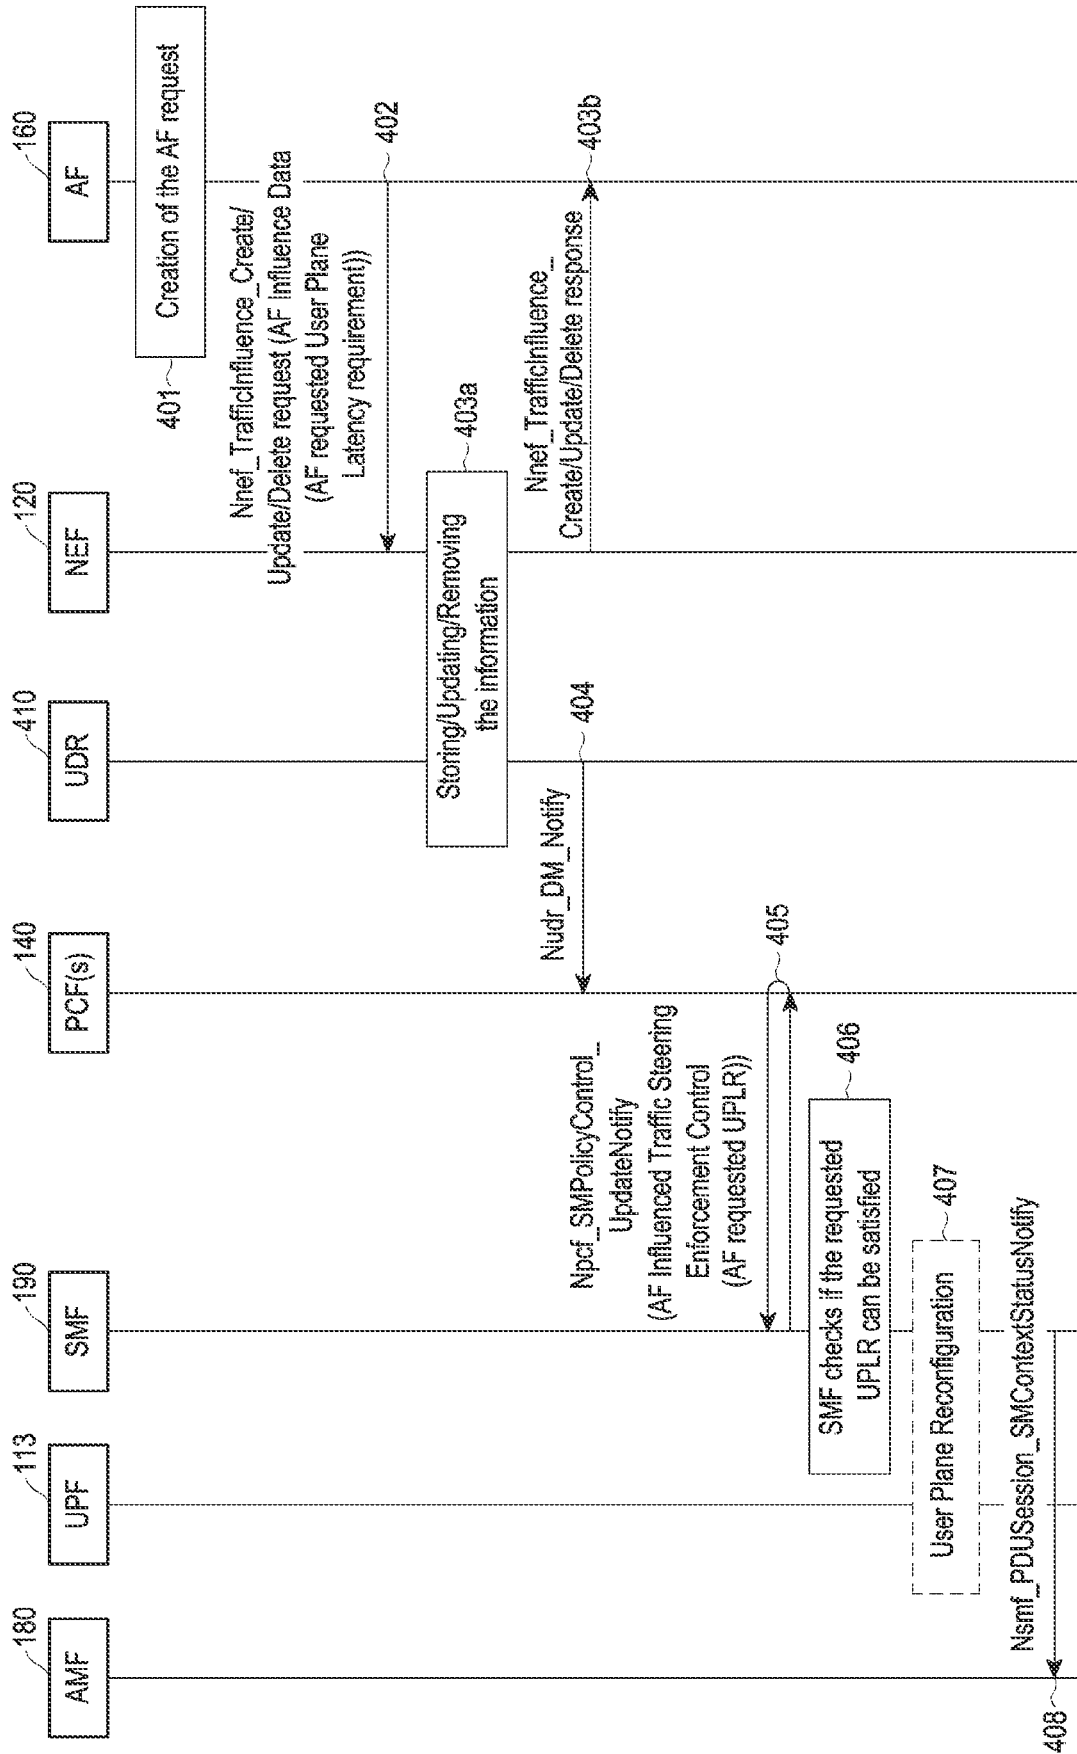 180
AMF
113
UPF
190
SMF
140
PCF(s)
410
UDR
120
NEF
160
AF
401
Creation of the AF request
Nnef_TrafficInfluence_Create/
Update/Delete request (AF Influence Data
(AF requested User Plane
Latency requirement))
402
Storing/Updating/Removing
the information
403a
Nnef_TrafficInfluence_
Create/Update/Delete response
403b
Nudr_DM_Notify
404
Npcf_SMPolicyControl_
UpdateNotify
(AF Influenced Traffic Steering
Enforcement Control
(AF requested UPLR))
405
SMF checks if the requested
UPLR can be satisfied
406
User Plane Reconfiguration
407
Nsmf_PDUSession_SMContextStatusNotify
408